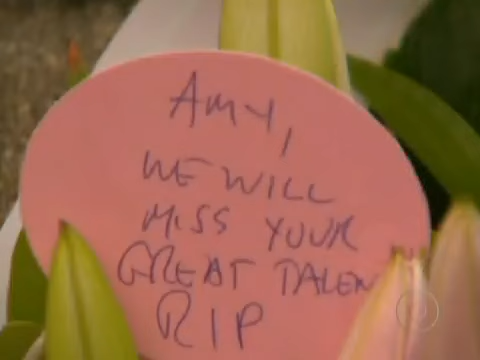 AMY,
WE WILL
MISS YOUR
GREAT TALEN
RIP